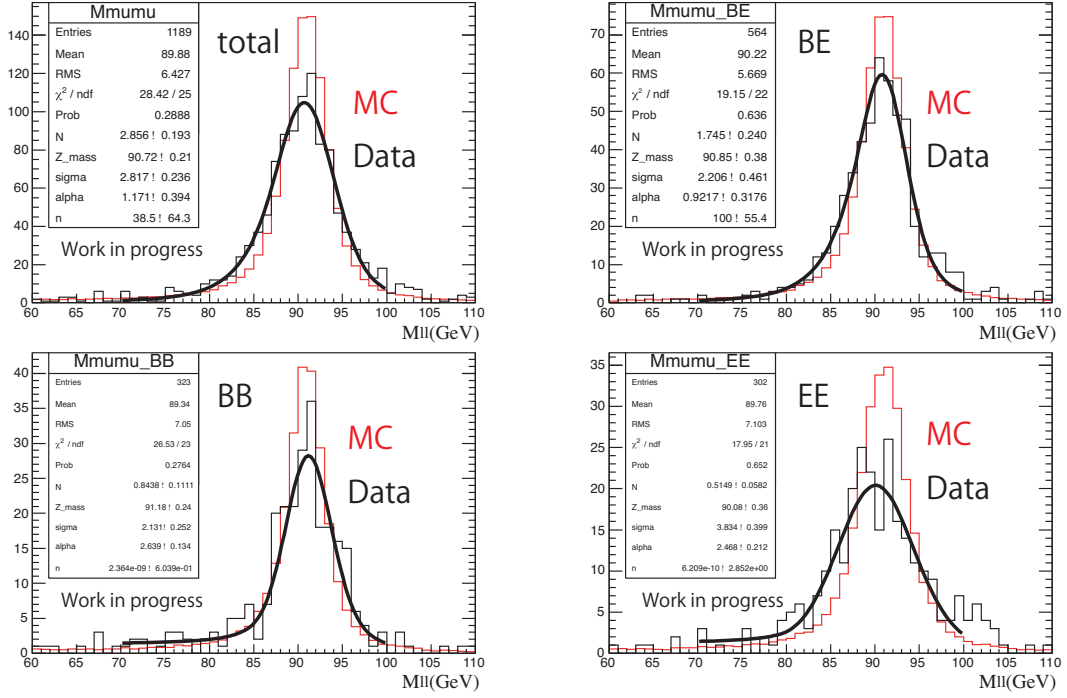 Mmumu
Entries 1189
Mean 89.88
RMS 6.427
χ² / ndf 28.42 / 25
Prob 0.2888
N 2.856 ! 0.193
Z_mass 90.72 ! 0.21
sigma 2.817 ! 0.236
alpha 1.171 ! 0.394
n 38.5 ! 64.3
total
MC
Data
Work in progress
140
120
100
80
60
40
20
0
60 65 70 75 80 85 90 95 100 105 110
Mll(GeV)
Mmumu_BE
Entries 564
Mean 90.22
RMS 5.669
χ² / ndf 19.15 / 22
Prob 0.636
N 1.745 ! 0.240
Z_mass 90.85 ! 0.38
sigma 2.206 ! 0.461
alpha 0.9217 ! 0.3176
n 100 ! 55.4
BE
MC
Data
Work in progress
70
60
50
40
30
20
10
0
60 65 70 75 80 85 90 95 100 105 110
Mll(GeV)
Mmumu_BB
Entries 323
Mean 89.34
RMS 7.05
χ² / ndf 26.53 / 23
Prob 0.2764
N 0.8438 ! 0.1111
Z_mass 91.18 ! 0.24
sigma 2.131 ! 0.252
alpha 2.639 ! 0.134
n 2.364e-09 ! 6.039e-01
BB
MC
Data
Work in progress
40
35
30
25
20
15
10
5
0
60 65 70 75 80 85 90 95 100 105 110
Mll(GeV)
Mmumu_EE
Entries 302
Mean 89.76
RMS 7.103
χ² / ndf 17.95 / 21
Prob 0.652
N 0.5149 ! 0.0582
Z_mass 90.08 ! 0.36
sigma 3.834 ! 0.399
alpha 2.468 ! 0.212
n 6.209e-10 ! 2.852e+00
EE
MC
Data
Work in progress
35
30
25
20
15
10
5
0
60 65 70 75 80 85 90 95 100 105 110
Mll(GeV)